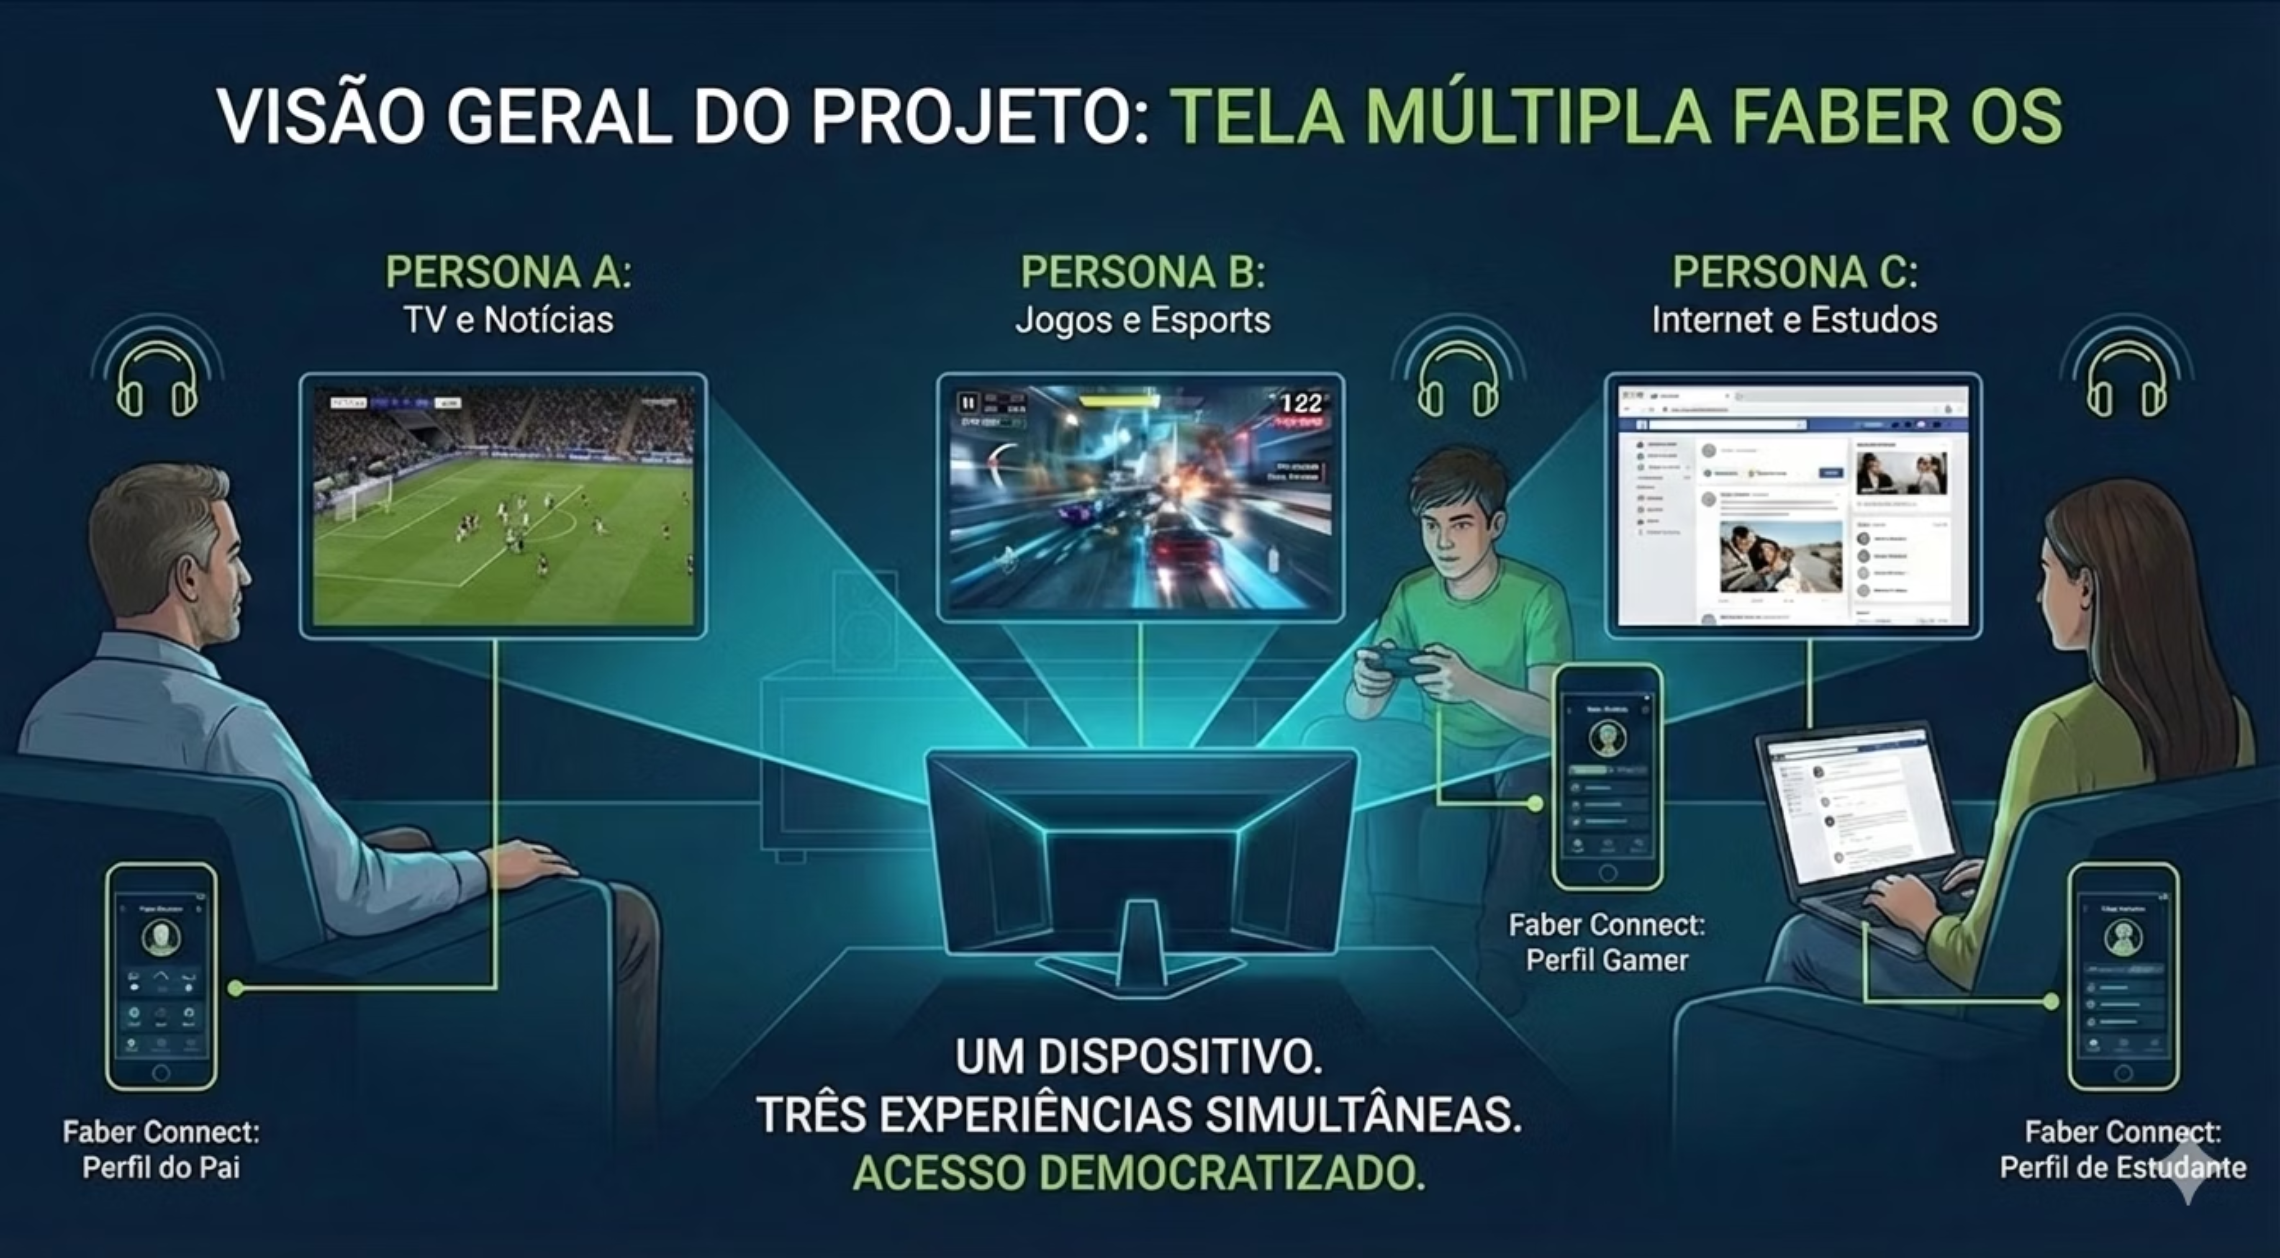 VISÃO GERAL DO PROJETO: TELA MÚLTIPLA FABER OS
PERSONA A:
TV e Notícias
PERSONA B:
Jogos e Esports
PERSONA C:
Internet e Estudos
122
Faber Connect:
Perfil do Pai
Faber Connect:
Perfil Gamer
Faber Connect:
Perfil de Estudante
UM DISPOSITIVO.
TRÊS EXPERIÊNCIAS SIMULTÂNEAS.
ACESSO DEMOCRATIZADO.